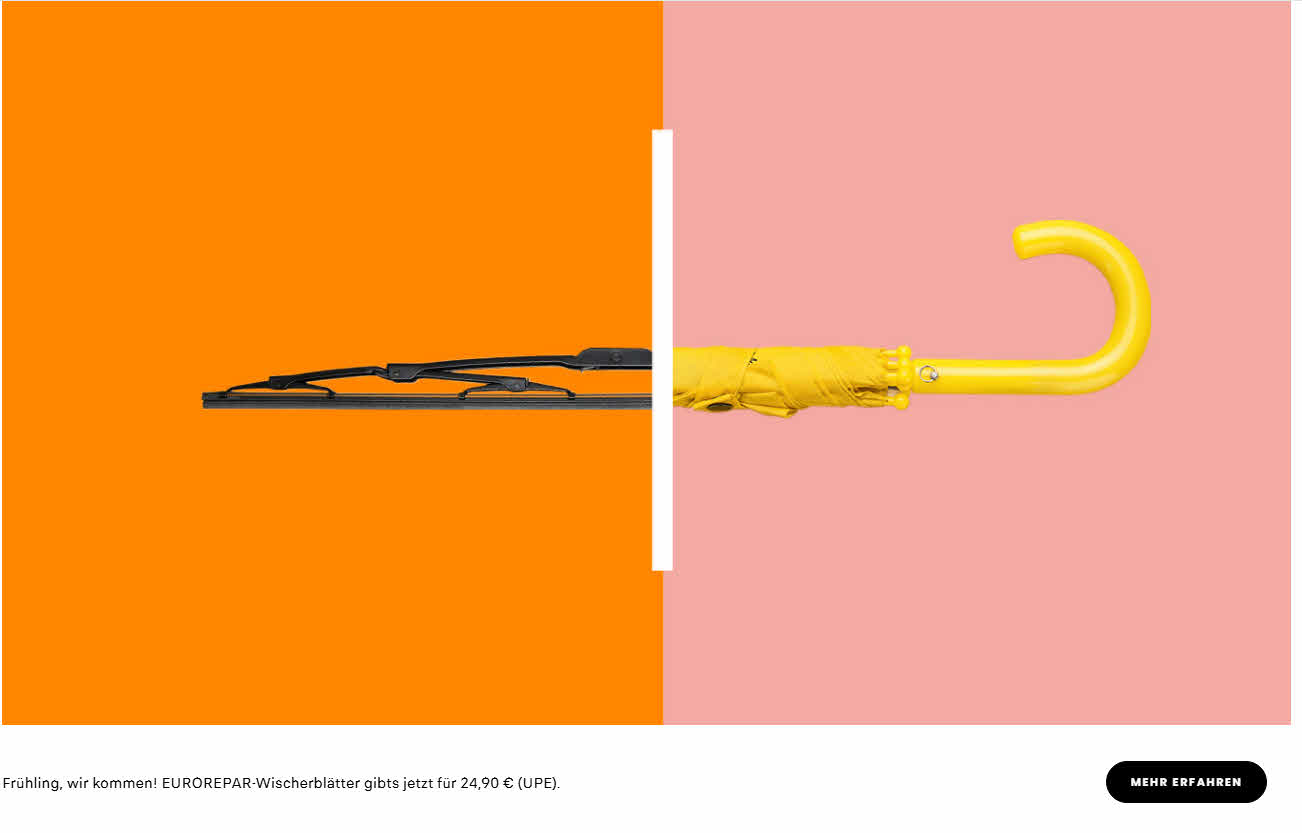 Frühling, wir kommen! EUROREPAR-Wischerblätter gibts jetzt für 24,90 € (UPE).
MEHR ERFAHREN